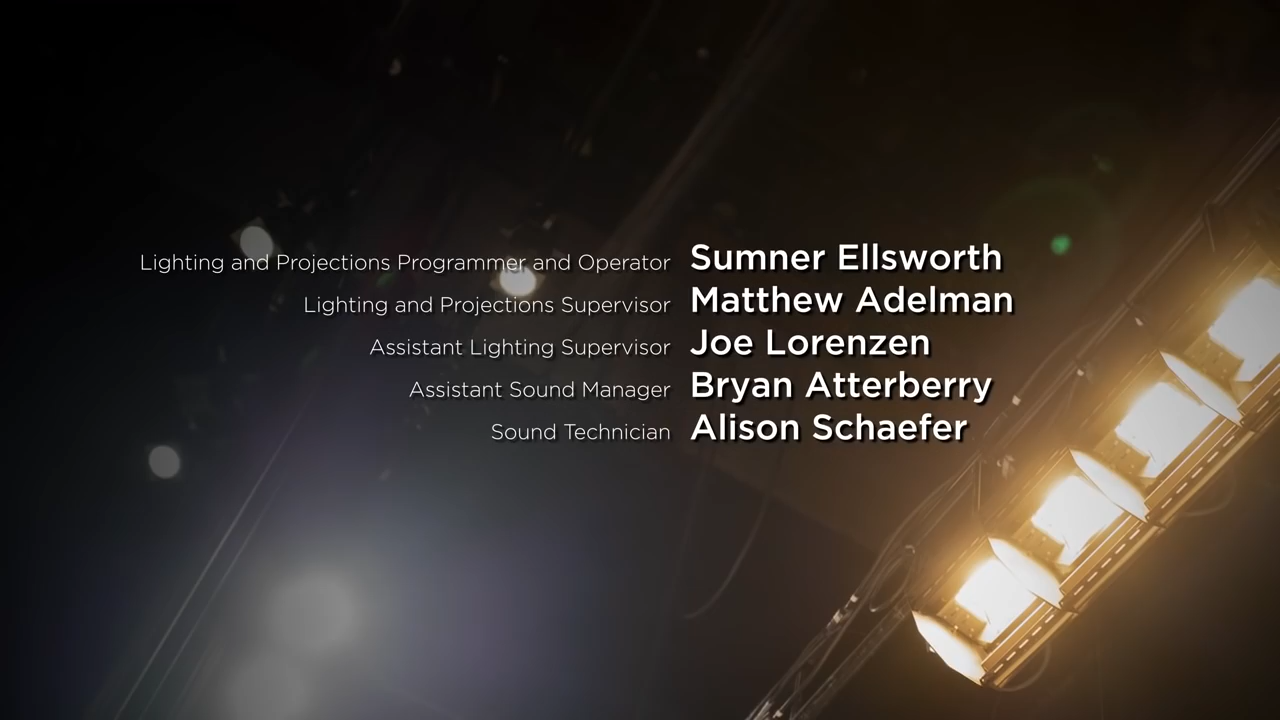 Lighting and Projections Programmer and Operator Sumner Ellsworth
Lighting and Projections Supervisor Matthew Adelman
Assistant Lighting Supervisor Joe Lorenzen
Assistant Sound Manager Bryan Atterberry
Sound Technician Alison Schaefer